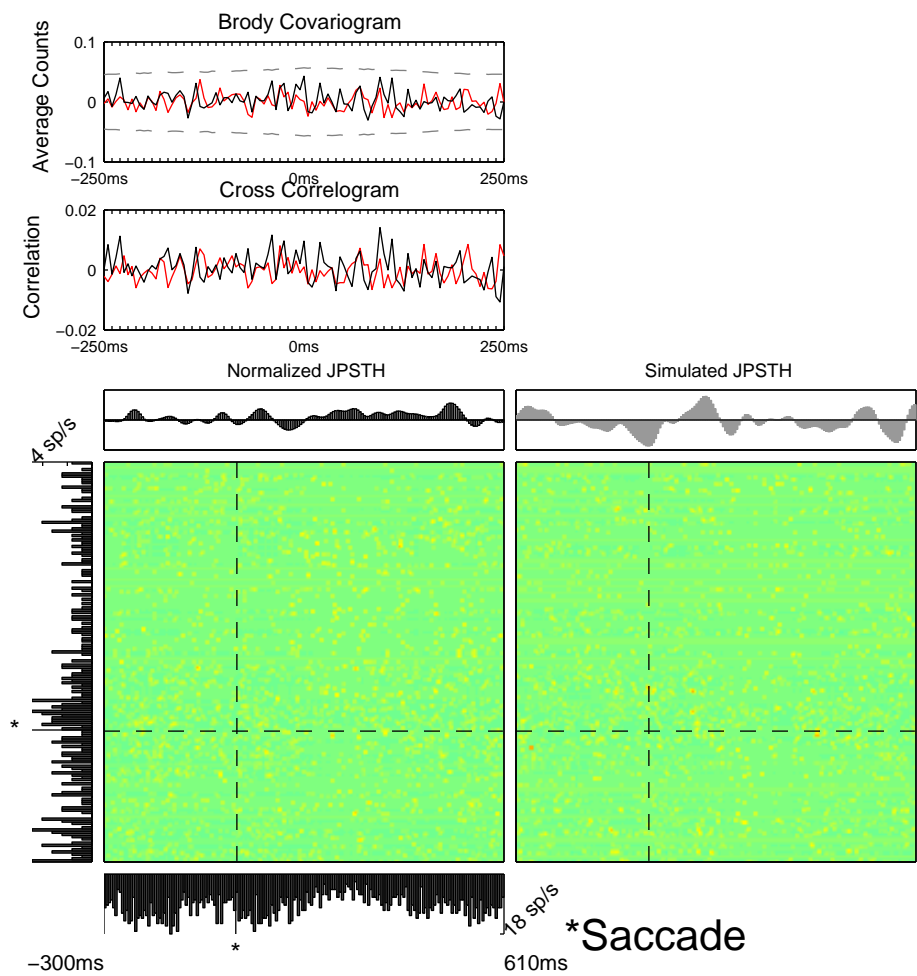 Brody Covariogram
0.1
0
−0.1
Average Counts
−250ms
0ms
250ms
Cross Correlogram
0.02
0
−0.02
Correlation
−250ms
0ms
250ms
Normalized JPSTH
Simulated JPSTH
4 sp/s
*
18 sp/s
*
*Saccade
−300ms
610ms